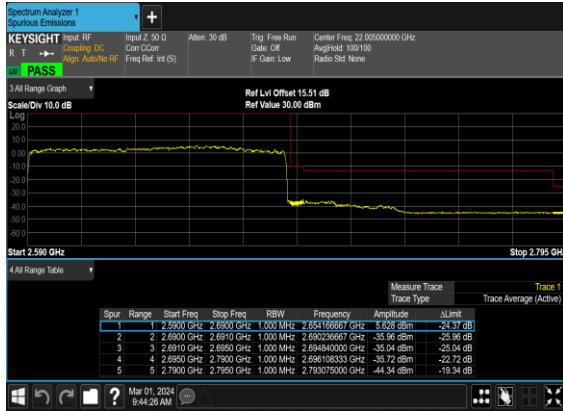 Spectrum Analyzer 1
Spurious Emissions
KEYSIGHT Input: RF Input Z: 50 Ω Atten: 30 dB Trig: Free Run Center Freq: 22.005000000 GHz
R T Coupling: DC Corr CCorr Gate: Off Avg|Hold: 100/100
Align: Auto/No RF Freq Ref: Int (S) IF Gain: Low Radio Std: None
PASS
3 All Range Graph
Ref Lvl Offset 15.51 dB
Scale/Div 10.0 dB Ref Value 30.00 dBm
Log
20.0
10.0
0.00
-10.0
-20.0
-30.0
-40.0
-50.0
-60.0
Start 2.590 GHz Stop 2.795 GH
4 All Range Table
Measure Trace Trace 1
Trace Type Trace Average (Active)
Spur Range Start Freq Stop Freq RBW Frequency Amplitude ΔLimit
1 1 2.5900 GHz 2.6900 GHz 1.000 MHz 2.654166667 GHz 5.628 dBm -24.37 dB
2 2 2.6900 GHz 2.6910 GHz 1.000 MHz 2.690236667 GHz -35.96 dBm -25.96 dB
3 3 2.6910 GHz 2.6950 GHz 1.000 MHz 2.694840000 GHz -35.04 dBm -25.04 dB
4 4 2.6950 GHz 2.7900 GHz 1.000 MHz 2.696108333 GHz -35.72 dBm -22.72 dB
5 5 2.7900 GHz 2.7950 GHz 1.000 MHz 2.793075000 GHz -44.34 dBm -19.34 dB
Mar 01, 2024
9:44:26 AM